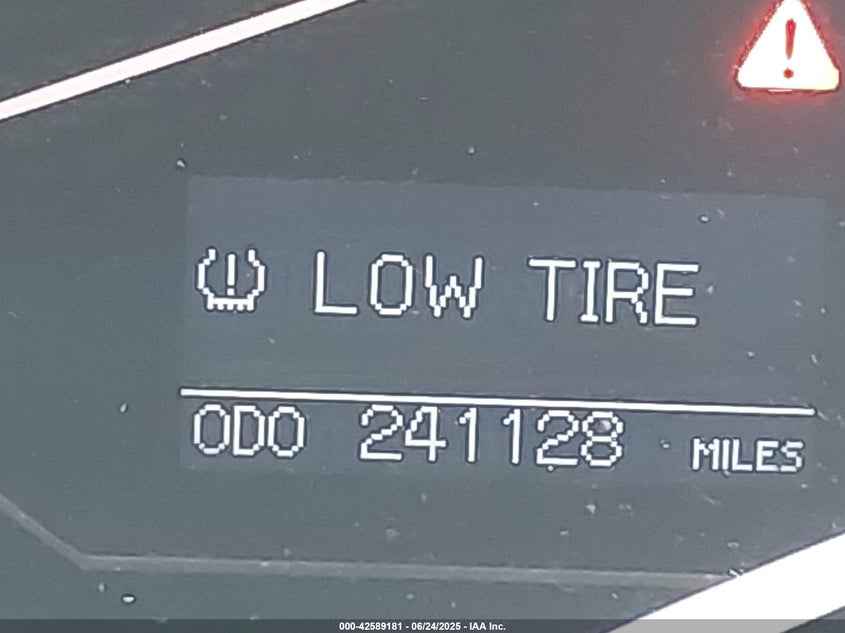 LOW TIRE
ODO 241128 MILES
000-42589181 - 06/24/2025 - IAA Inc.